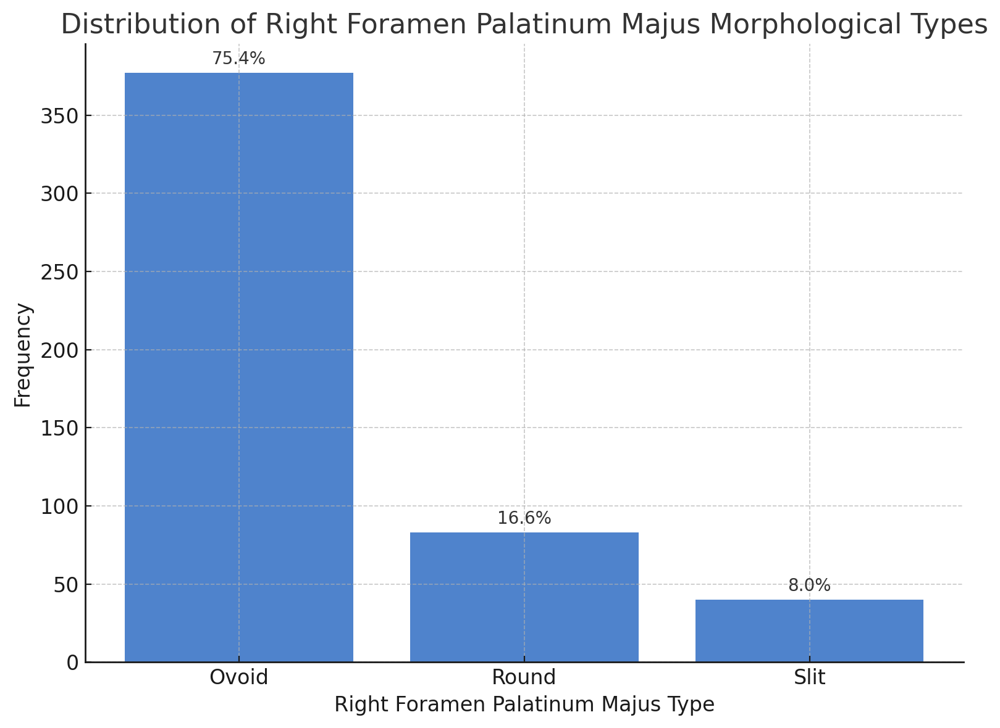 Distribution of Right Foramen Palatinum Majus Morphological Types
75.4%
16.6%
8.0%
350
300
250
200
150
100
50
0
Frequency
Ovoid Round Slit
Right Foramen Palatinum Majus Type